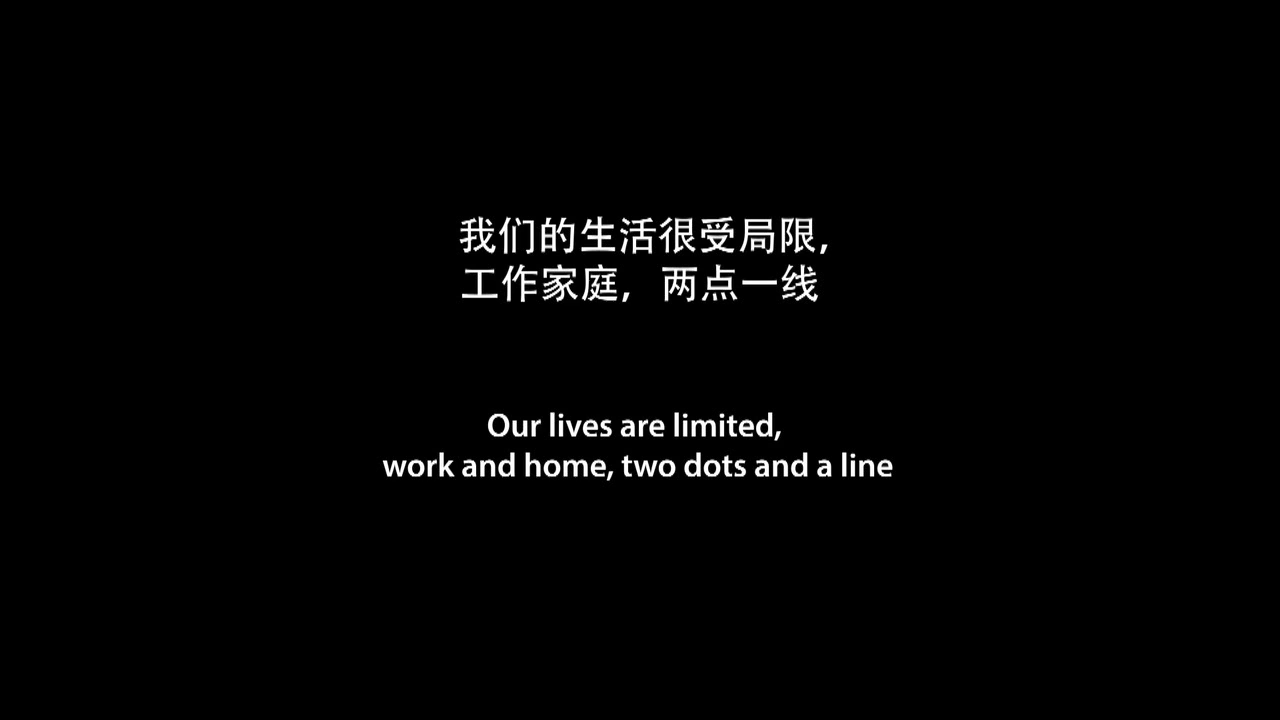 我们的生活很受局限,
工作家庭, 两点一线
Our lives are limited,
work and home, two dots and a line